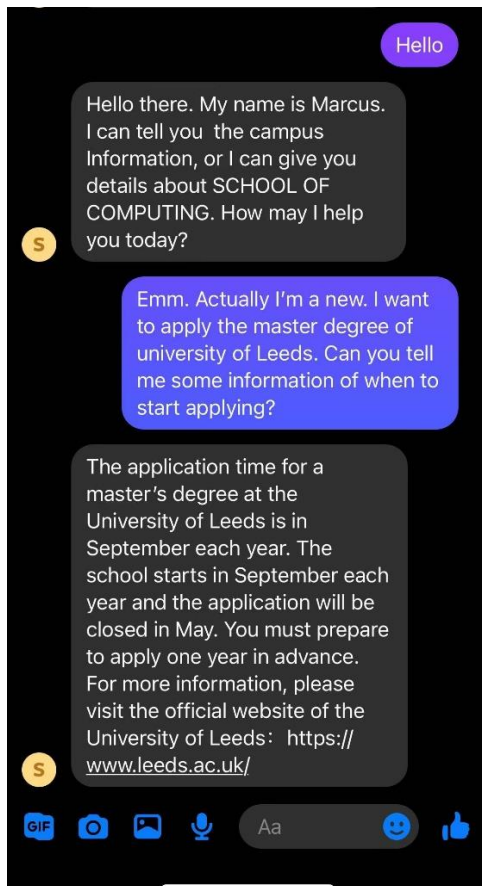 Hello
Hello there. My name is Marcus.
I can tell you  the campus
Information, or I can give you
details about SCHOOL OF
COMPUTING. How may I help
you today?
S
Emm. Actually I'm a new. I want
to apply the master degree of
university of Leeds. Can you tell
me some information of when to
start applying?
The application time for a
master's degree at the
University of Leeds is in
September each year. The
school starts in September each
year and the application will be
closed in May. You must prepare
to apply one year in advance.
For more information, please
visit the official website of the
University of Leeds：https://
www.leeds.ac.uk/
S
GIF
Aa